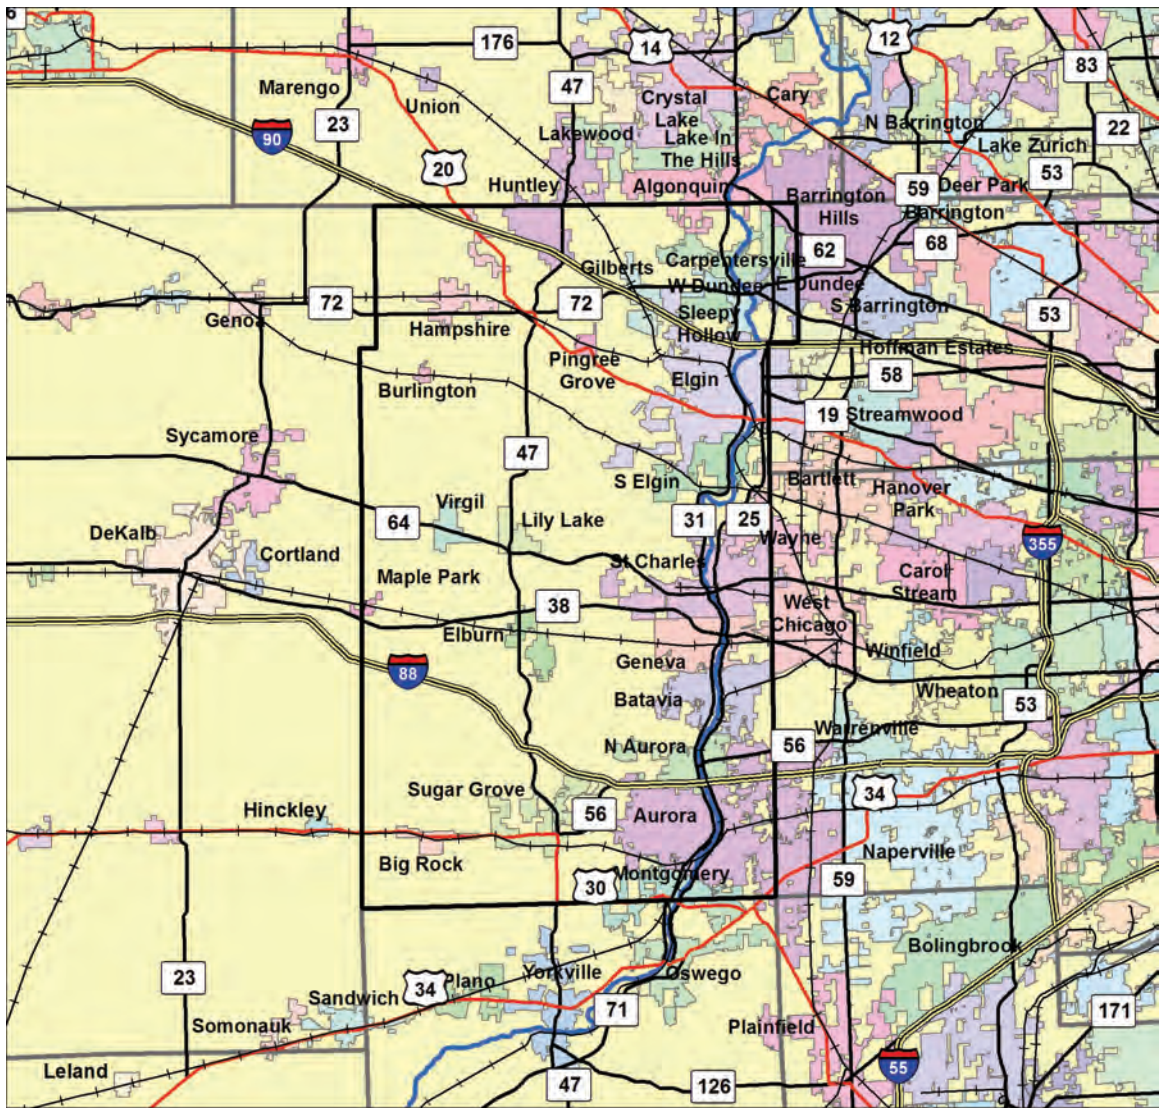 6
176
14
12
83
Marengo
Union
47
Crystal
Lake
Cary
23
90
Lakewood
Lake In
The Hills
N Barrington
22
Lake Zurich
20
Huntley
Algonquin
Barrington
Hills
59
Deer Park
53
Barrington
62
68
Carpentersville
Gilberts
W Dundee
E Dundee
72
Genoa
72
Hampshire
Sleepy
Hollow
S Barrington
53
Pingree
Grove
Hoffman Estates
Burlington
Elgin
58
19
Streamwood
Sycamore
47
S Elgin
Bartlett
Hanover
Park
Virgil
64
Lily Lake
31
25
DeKalb
Cortland
Wayne
355
St Charles
Maple Park
Carol
Stream
38
West
Chicago
Elburn
Geneva
Winfield
88
Batavia
Wheaton
53
N Aurora
56
Warrenville
Sugar Grove
34
Hinckley
56
Aurora
Big Rock
Naperville
Montgomery
30
59
Bolingbrook
23
Yorkville
Oswego
34
Plano
Sandwich
71
171
Somonauk
Plainfield
Leland
55
47
126